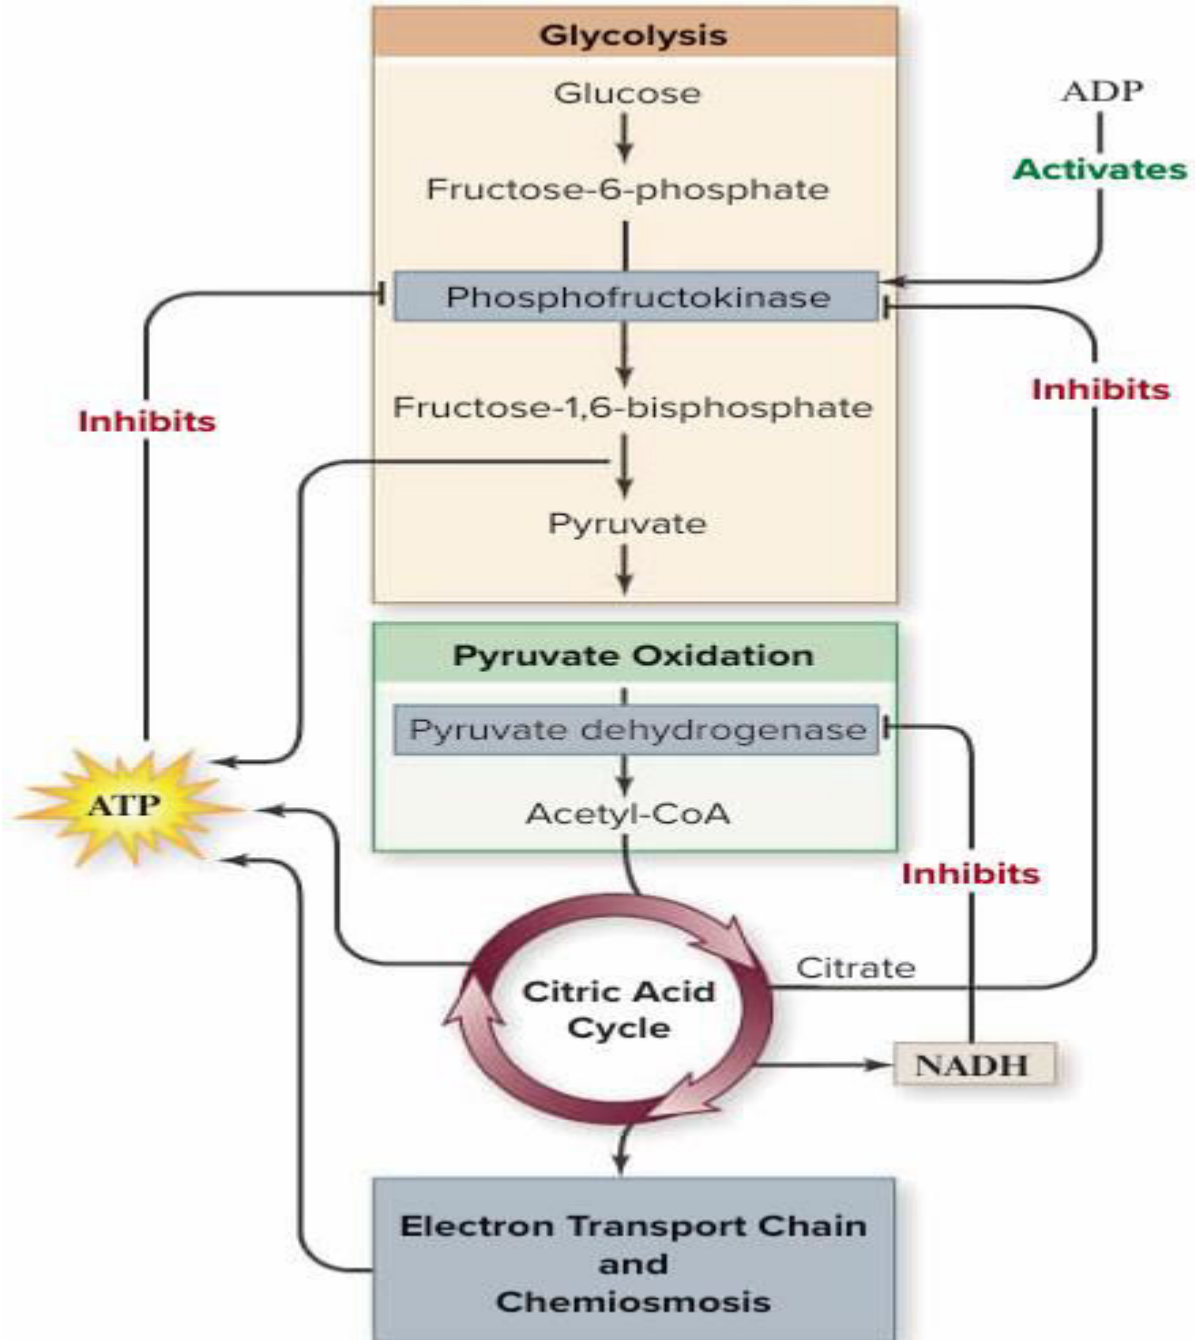 Glycolysis
Glucose
ADP
Activates
Fructose-6-phosphate
Phosphofructokinase
Inhibits
Fructose-1,6-bisphosphate
Inhibits
Pyruvate
Pyruvate Oxidation
Pyruvate dehydrogenase
ATP
Acetyl-CoA
Inhibits
Citrate
Citric Acid
Cycle
NADH
Electron Transport Chain
and
Chemiosmosis